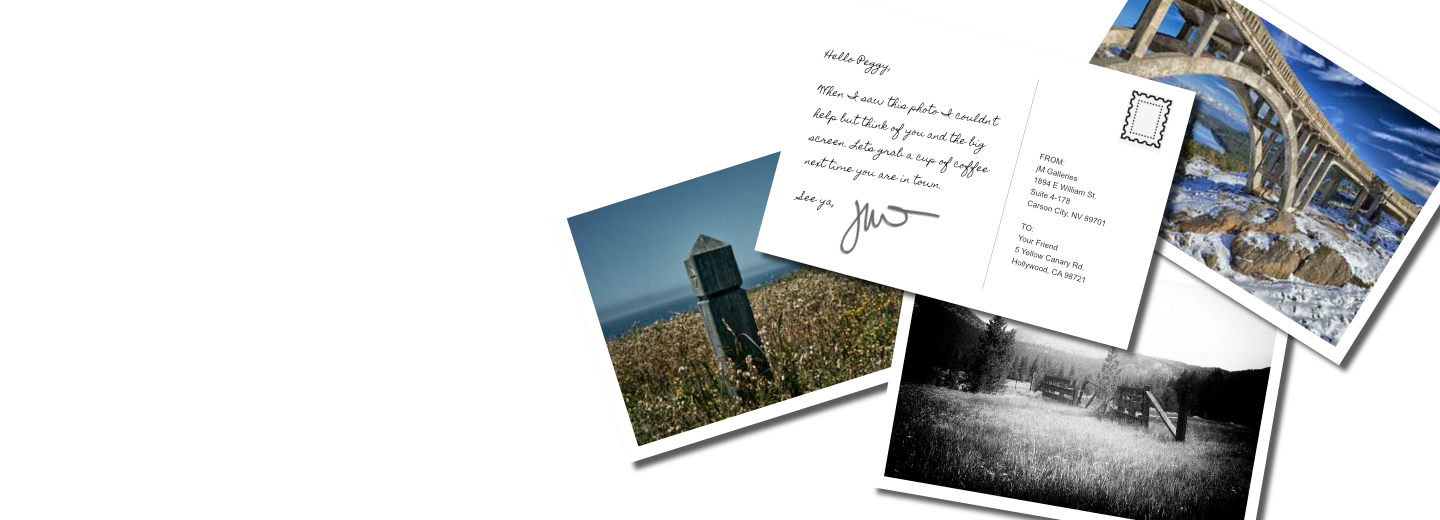 Hello Peggy,
When I saw this photo I couldn't
help but think of you and the big
screen. Lets grab a cup of coffee
next time you are in town.
See ya,
JM
FROM:
JM Galleries
1894 E William St.
Suite 4-178
Carson City, NV 89701
TO:
Your Friend
5 Yellow Canary Rd.
Hollywood, CA 98721